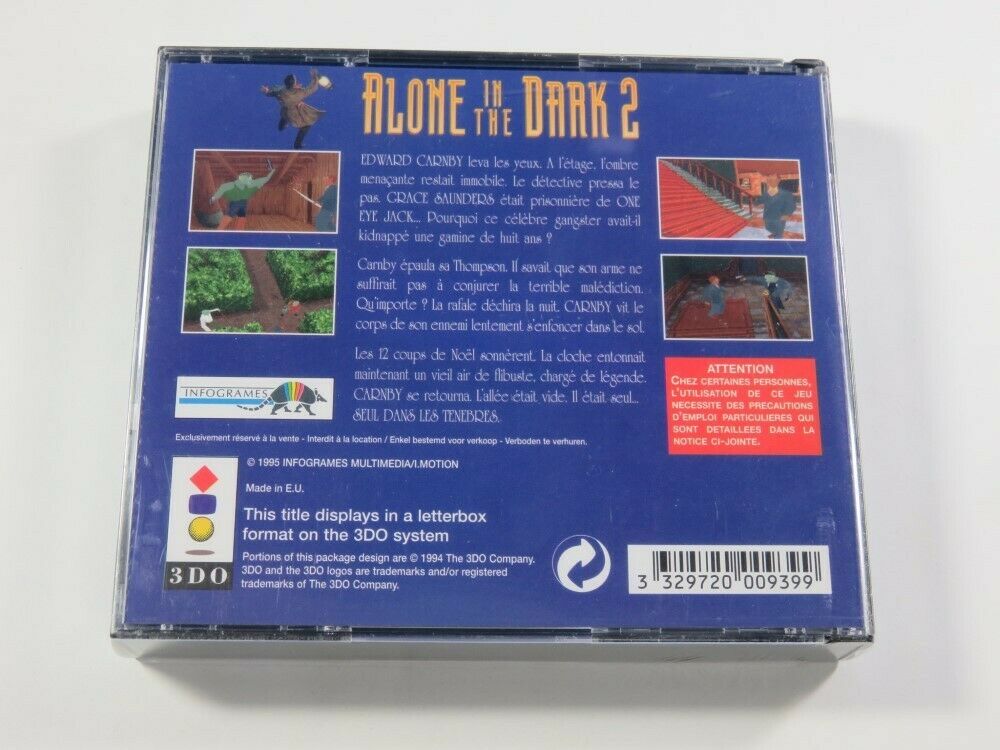 ALONE IN THE DARK 2
EDWARD CARNBY leva les yeux. A l'étage, l'ombre
menaçante restait immobile. Le détective pressa le
pas. GRACE SAUNDERS était prisonnière de ONE
EYE JACK... Pourquoi ce célèbre gangster avait-il
kidnappé une gamine de huit ans ?
Carnby épaula sa Thompson. Il savait que son arme ne
suffirait pas à conjurer la terrible malédiction.
Qu'importe ? La rafale déchira la nuit. CARNBY vit le
corps de son ennemi lentement s'enfoncer dans le sol.
Les 12 coups de Noël sonnèrent. La cloche entonnait
maintenant un vieil air de flibuste, chargé de légende.
CARNBY se retourna. L'allée était vide. Il était seul...
SEUL DANS LES TENEBRES.
ATTENTION
CHEZ CERTAINES PERSONNES,
L'UTILISATION DE CE JEU
NECESSITE DES PRECAUTIONS
D'EMPLOI PARTICULIERES QUI
SONT DETAILLEES DANS LA
NOTICE CI-JOINTE.
INFOGRAMES
Exclusivement réservé à la vente - Interdit à la location / Enkel bestemd voor verkoop - Verboden te verhuren.
© 1995 INFOGRAMES MULTIMEDIA/I.MOTION
Made in E.U.
This title displays in a letterbox
format on the 3DO system
Portions of this package design are © 1994 The 3DO Company.
3DO and the 3DO logos are trademarks and/or registered
trademarks of The 3DO Company.
3DO
3 329720 009399